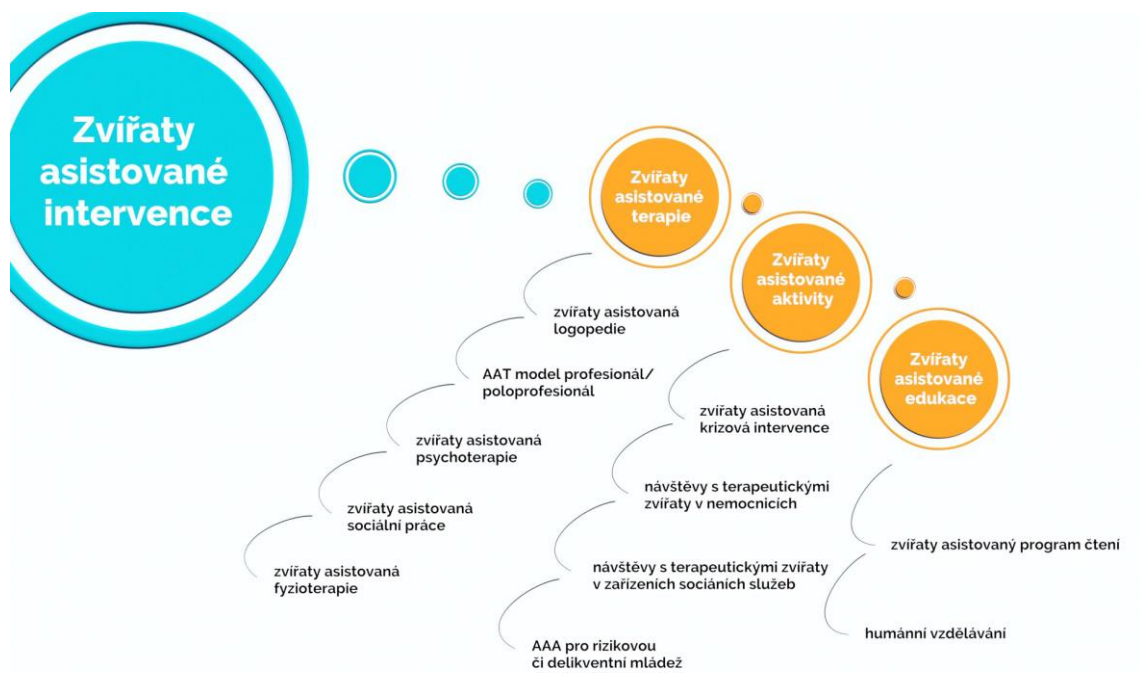 Zvířaty
asistované
intervence
Zvířaty
asistované
terapie
zvířaty asistovaná
logopedie
AAT model profesionál/
poloprofesionál
zvířaty asistovaná
psychoterapie
zvířaty asistovaná
sociální práce
zvířaty asistovaná
fyzioterapie
Zvířaty
asistované
aktivity
zvířaty asistovaná
krizová intervence
návštěvy s terapeutickými
zvířaty v nemocnicích
návštěvy s terapeutickými zvířaty
v zařízeních sociáních služeb
AAA pro rizikovou
či delikventní mládež
Zvířaty
asistované
edukace
zvířaty asistovaný program čtení
humánní vzdělávání